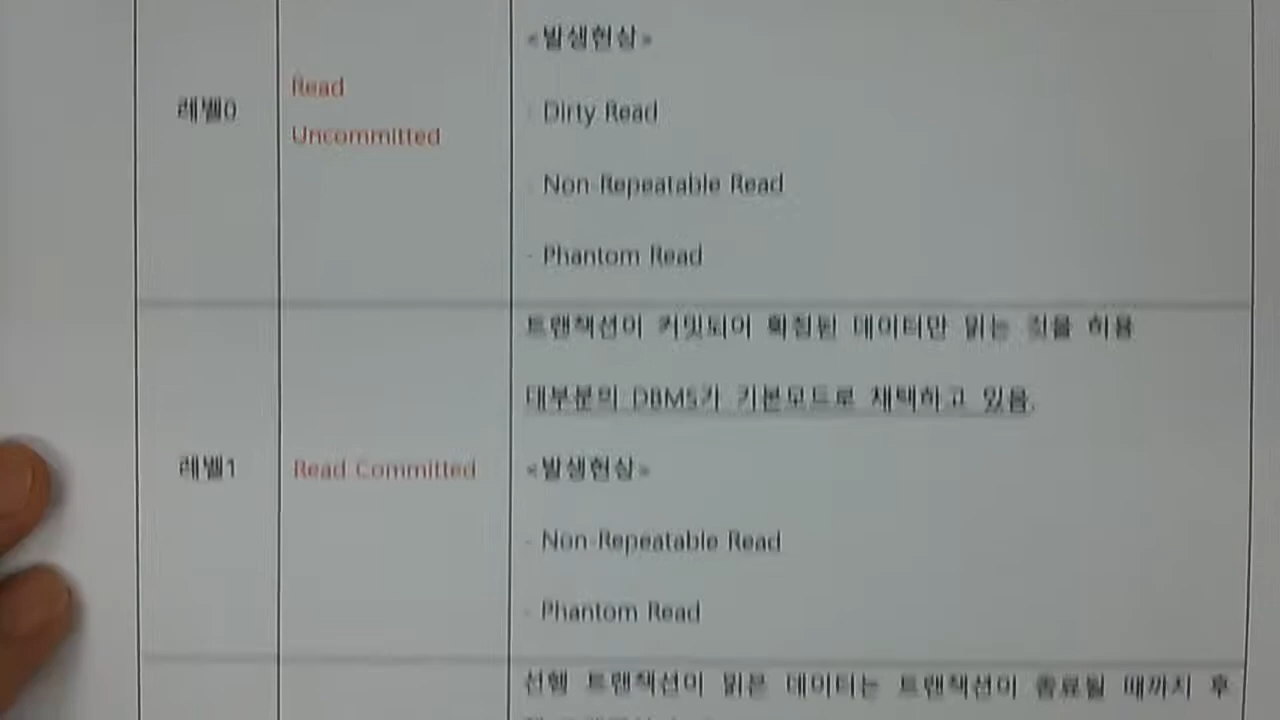 <발생현상>
레벨0
Read
Uncommitted
- Dirty Read
- Non-Repeatable Read
- Phantom Read
트랜잭션이 커밋되어 확정된 데이터만 읽는 것을 허용
대부분의 DBMS가 기본모드로 채택하고 있음.
레벨1
Read Committed
<발생현상>
- Non-Repeatable Read
- Phantom Read
선행 트랜잭션이 읽은 데이터는 트랜잭션이 종료될 때까지 후